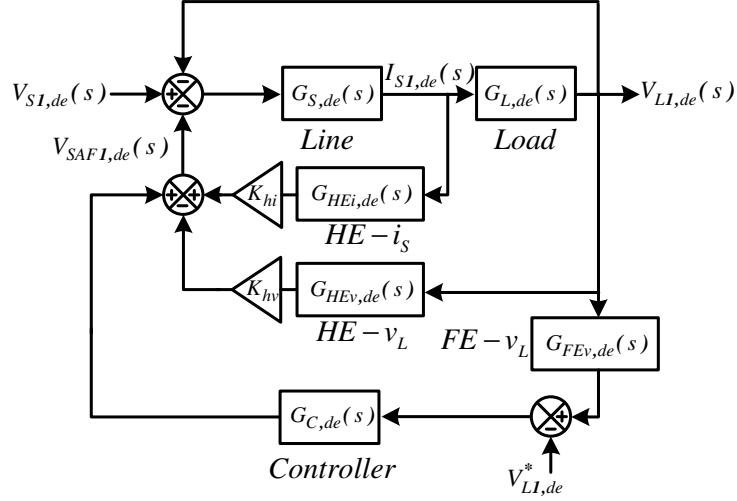 V_{S1,de}(s)
G_{S,de}(s)
Line
I_{S1,de}(s)
G_{L,de}(s)
Load
V_{L1,de}(s)
V_{SAF1,de}(s)
K_{hi}
G_{HEi,de}(s)
HE-i_S
K_{hv}
G_{HEv,de}(s)
HE-v_L
FE-v_L
G_{FEv,de}(s)
G_{C,de}(s)
Controller
V^*_{L1,de}